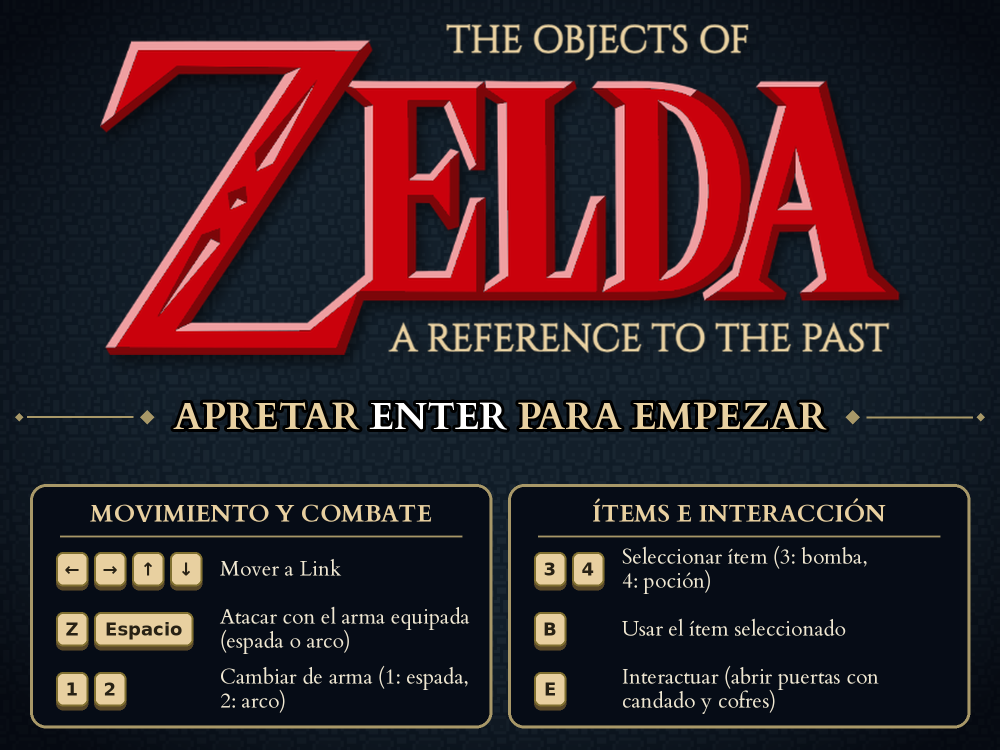 THE OBJECTS OF
ZELDA
A REFERENCE TO THE PAST
APRETAR ENTER PARA EMPEZAR
MOVIMIENTO Y COMBATE
← → ↑ ↓ Mover a Link
Z Espacio Atacar con el arma equipada
(espada o arco)
1 2 Cambiar de arma (1: espada,
2: arco)
ÍTEMS E INTERACCIÓN
3 4 Seleccionar ítem (3: bomba,
4: poción)
B Usar el ítem seleccionado
E Interactuar (abrir puertas con
candado y cofres)